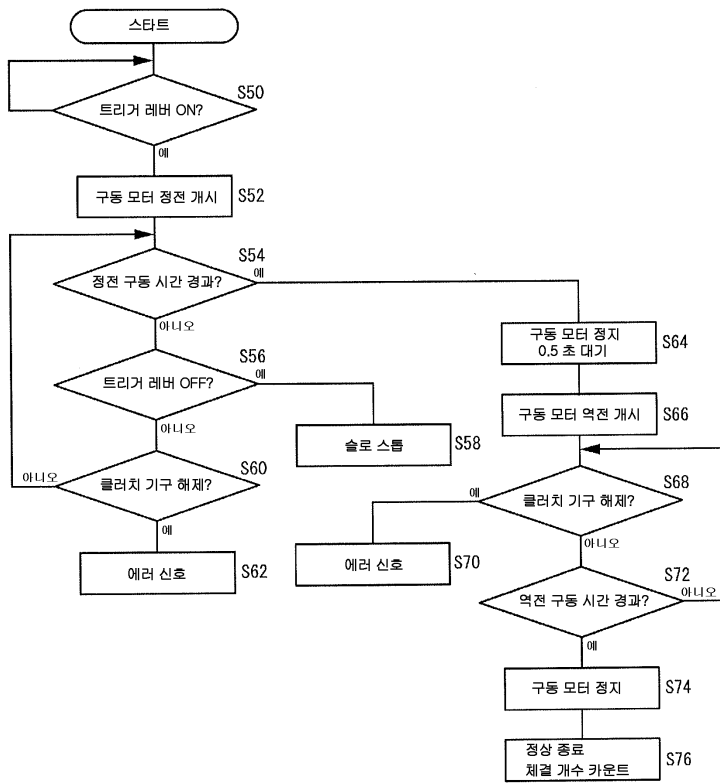 스타트
S50
트리거 레버 ON?
예
구동 모터 정전 개시
S52
S54
정전 구동 시간 경과?
예
아니오
S56
트리거 레버 OFF?
예
아니오
슬로 스톱
S58
S60
아니오
클러치 기구 해제?
예
에러 신호
S62
구동 모터 정지
0.5 초 대기
S64
구동 모터 역전 개시
S66
S68
클러치 기구 해제?
예
아니오
에러 신호
S70
S72
역전 구동 시간 경과?
아니오
예
구동 모터 정지
S74
정상 종료
체결 개수 카운트
S76